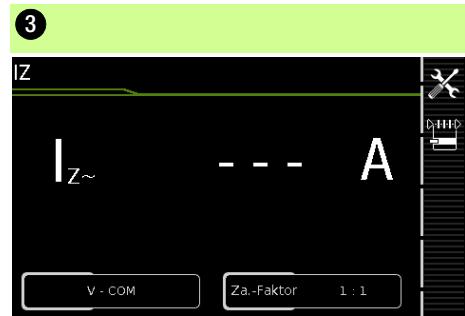 3
IZ
IZ~ - - - A
V - COM Za.-Faktor 1 : 1